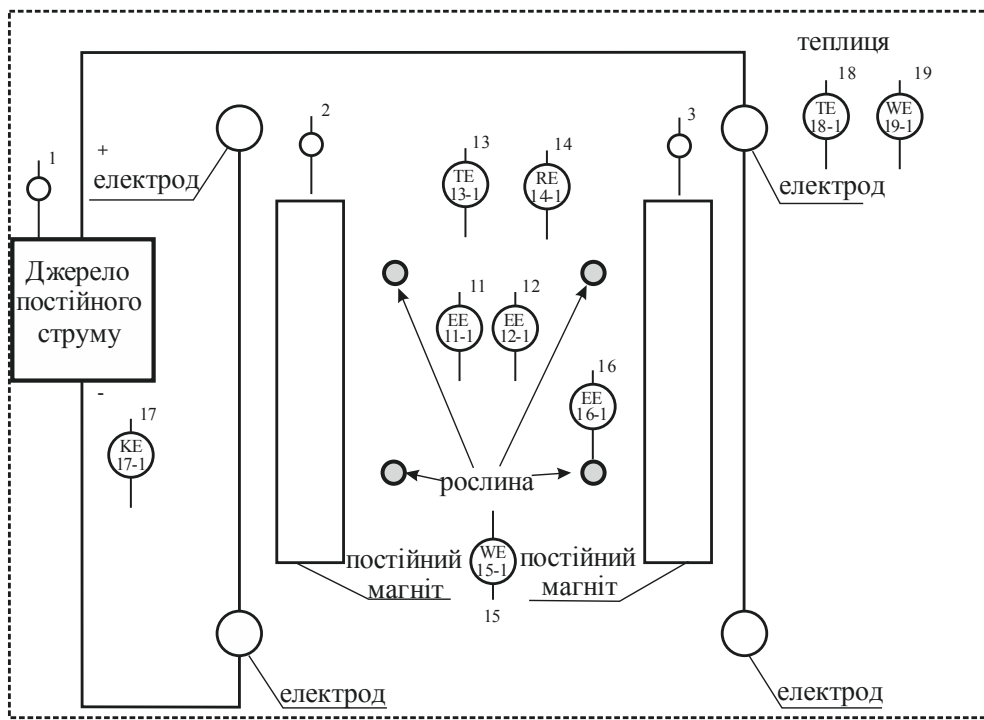 теплиця
18
19
TE
18-1
WE
19-1
2
3
1
+
електрод
13
14
TE
13-1
RE
14-1
електрод
Джерело
постійного
струму
11
12
EE
11-1
EE
12-1
16
EE
16-1
-
17
KE
17-1
рослина
постійний
магніт
WE
15-1
15
постійний
магніт
електрод
електрод